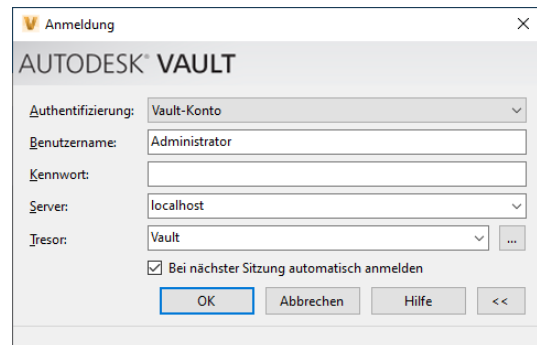 Anmeldung
AUTODESK® VAULT
Authentifizierung: Vault-Konto
Benutzername: Administrator
Kennwort:
Server: localhost
Tresor: Vault ...
Bei nächster Sitzung automatisch anmelden
OK Abbrechen Hilfe <<